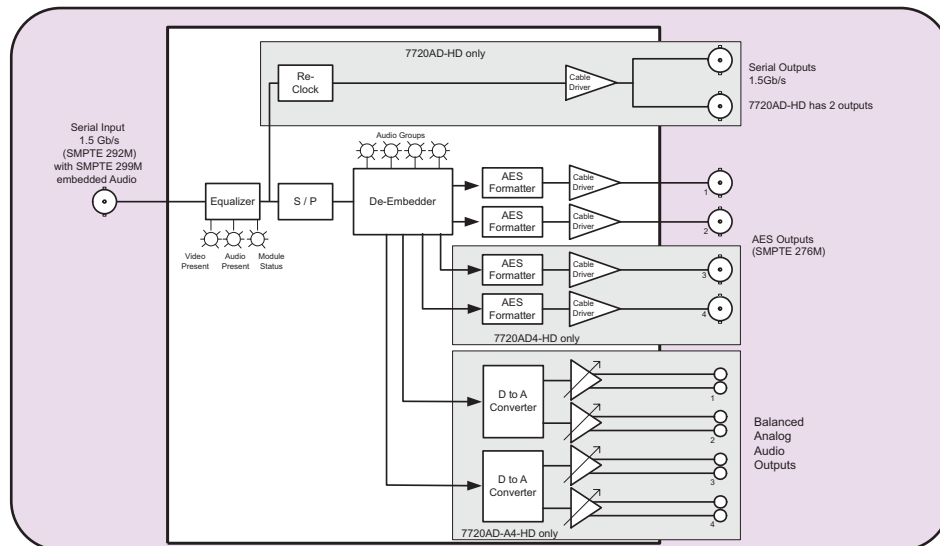 7720AD-HD only
Re-
Clock
Cable
Driver
Serial Outputs
1.5Gb/s
7720AD-HD has 2 outputs
Serial Input
1.5 Gb/s
(SMPTE 292M)
with SMPTE 299M
embedded Audio
Audio Groups
Equalizer
S / P
De-Embedder
Video
Present
Audio
Present
Module
Status
AES
Formatter
Cable
Driver
1
AES
Formatter
Cable
Driver
2
AES Outputs
(SMPTE 276M)
AES
Formatter
Cable
Driver
3
AES
Formatter
Cable
Driver
4
7720AD4-HD only
D to A
Converter
1
2
Balanced
Analog
Audio
Outputs
D to A
Converter
3
4
7720AD-A4-HD only